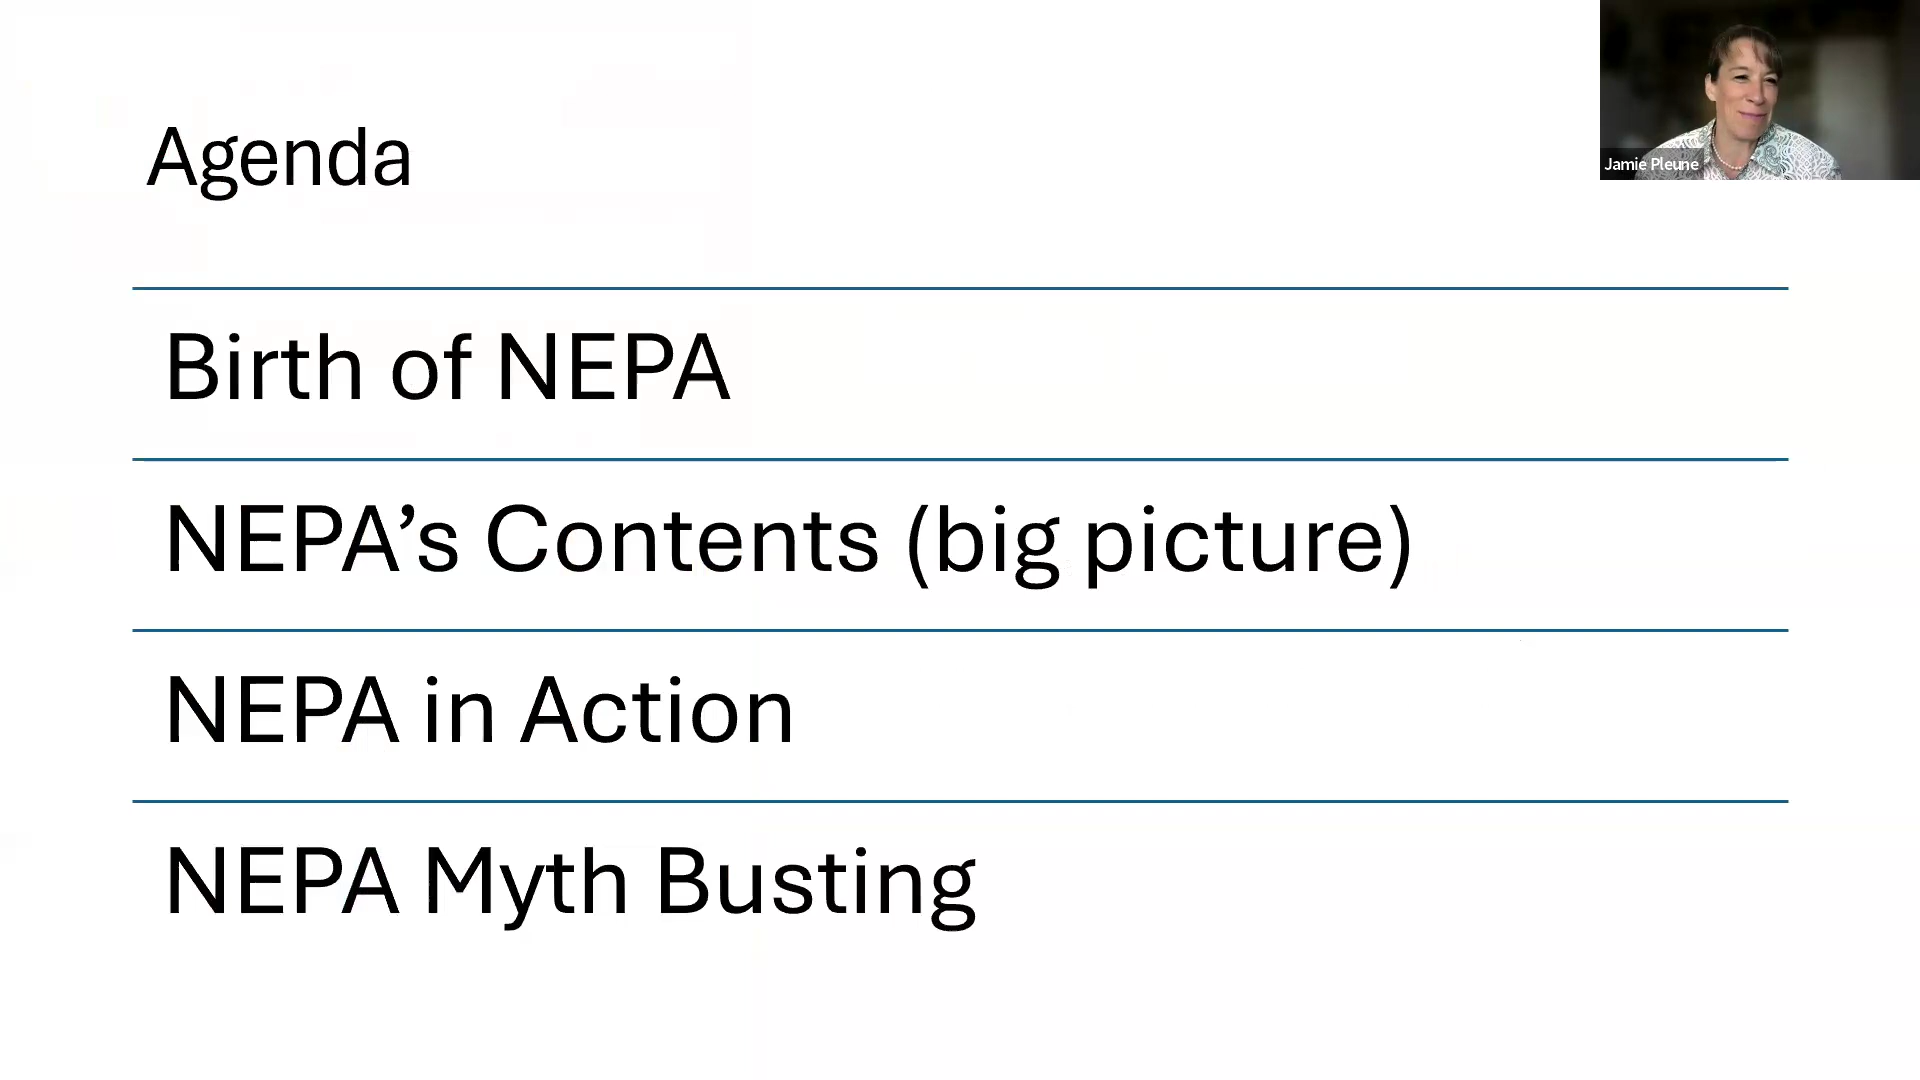 Agenda
Jamie Pleune
Birth of NEPA
NEPA’s Contents (big picture)
NEPA in Action
NEPA Myth Busting